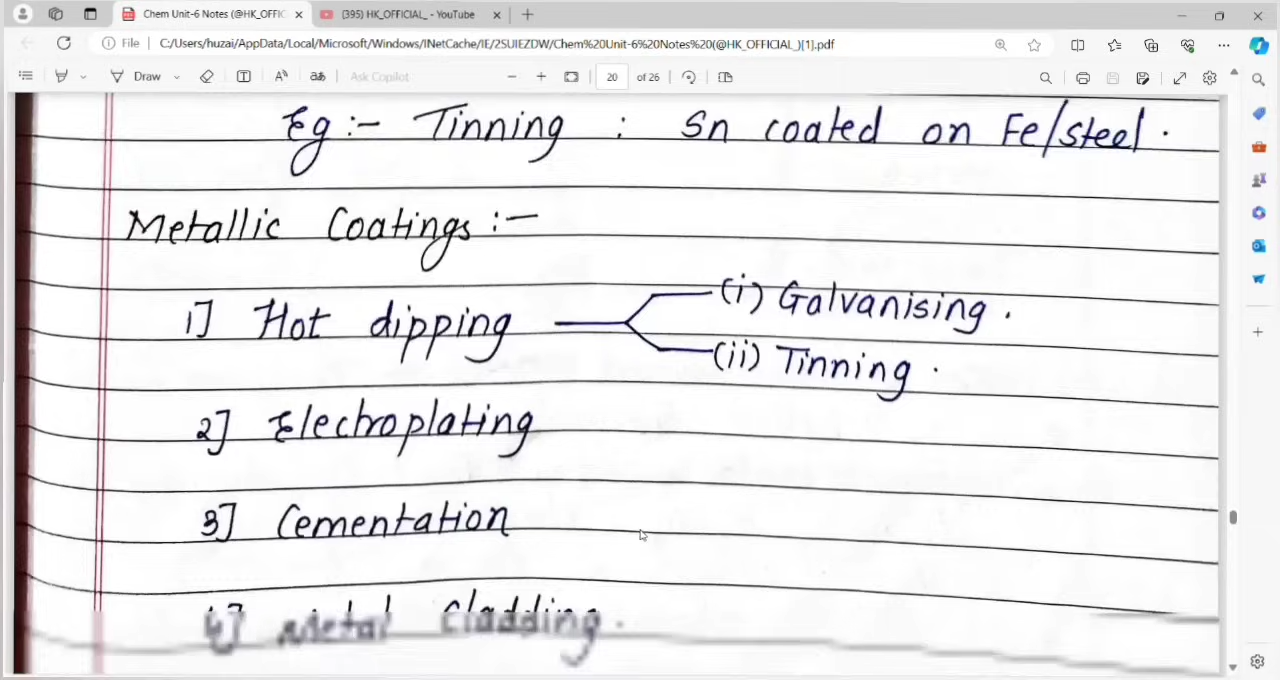 Chem Unit-6 Notes (@HK_OFFIC
(395) HK_OFFICIAL_ - YouTube
File
C:/Users/huzai/AppData/Local/Microsoft/Windows/INetCache/IE/2SUIEZDW/Chem%20Unit-6%20Notes%20(@HK_OFFICIAL_)[1].pdf
Draw
Ask Copilot
20 of 26
Eg :- Tinning : Sn coated on Fe/steel.
Metallic Coatings :-
1] Hot dipping
(i) Galvanising.
(ii) Tinning.
2] Electroplating
3] Cementation
4] Metal cladding.